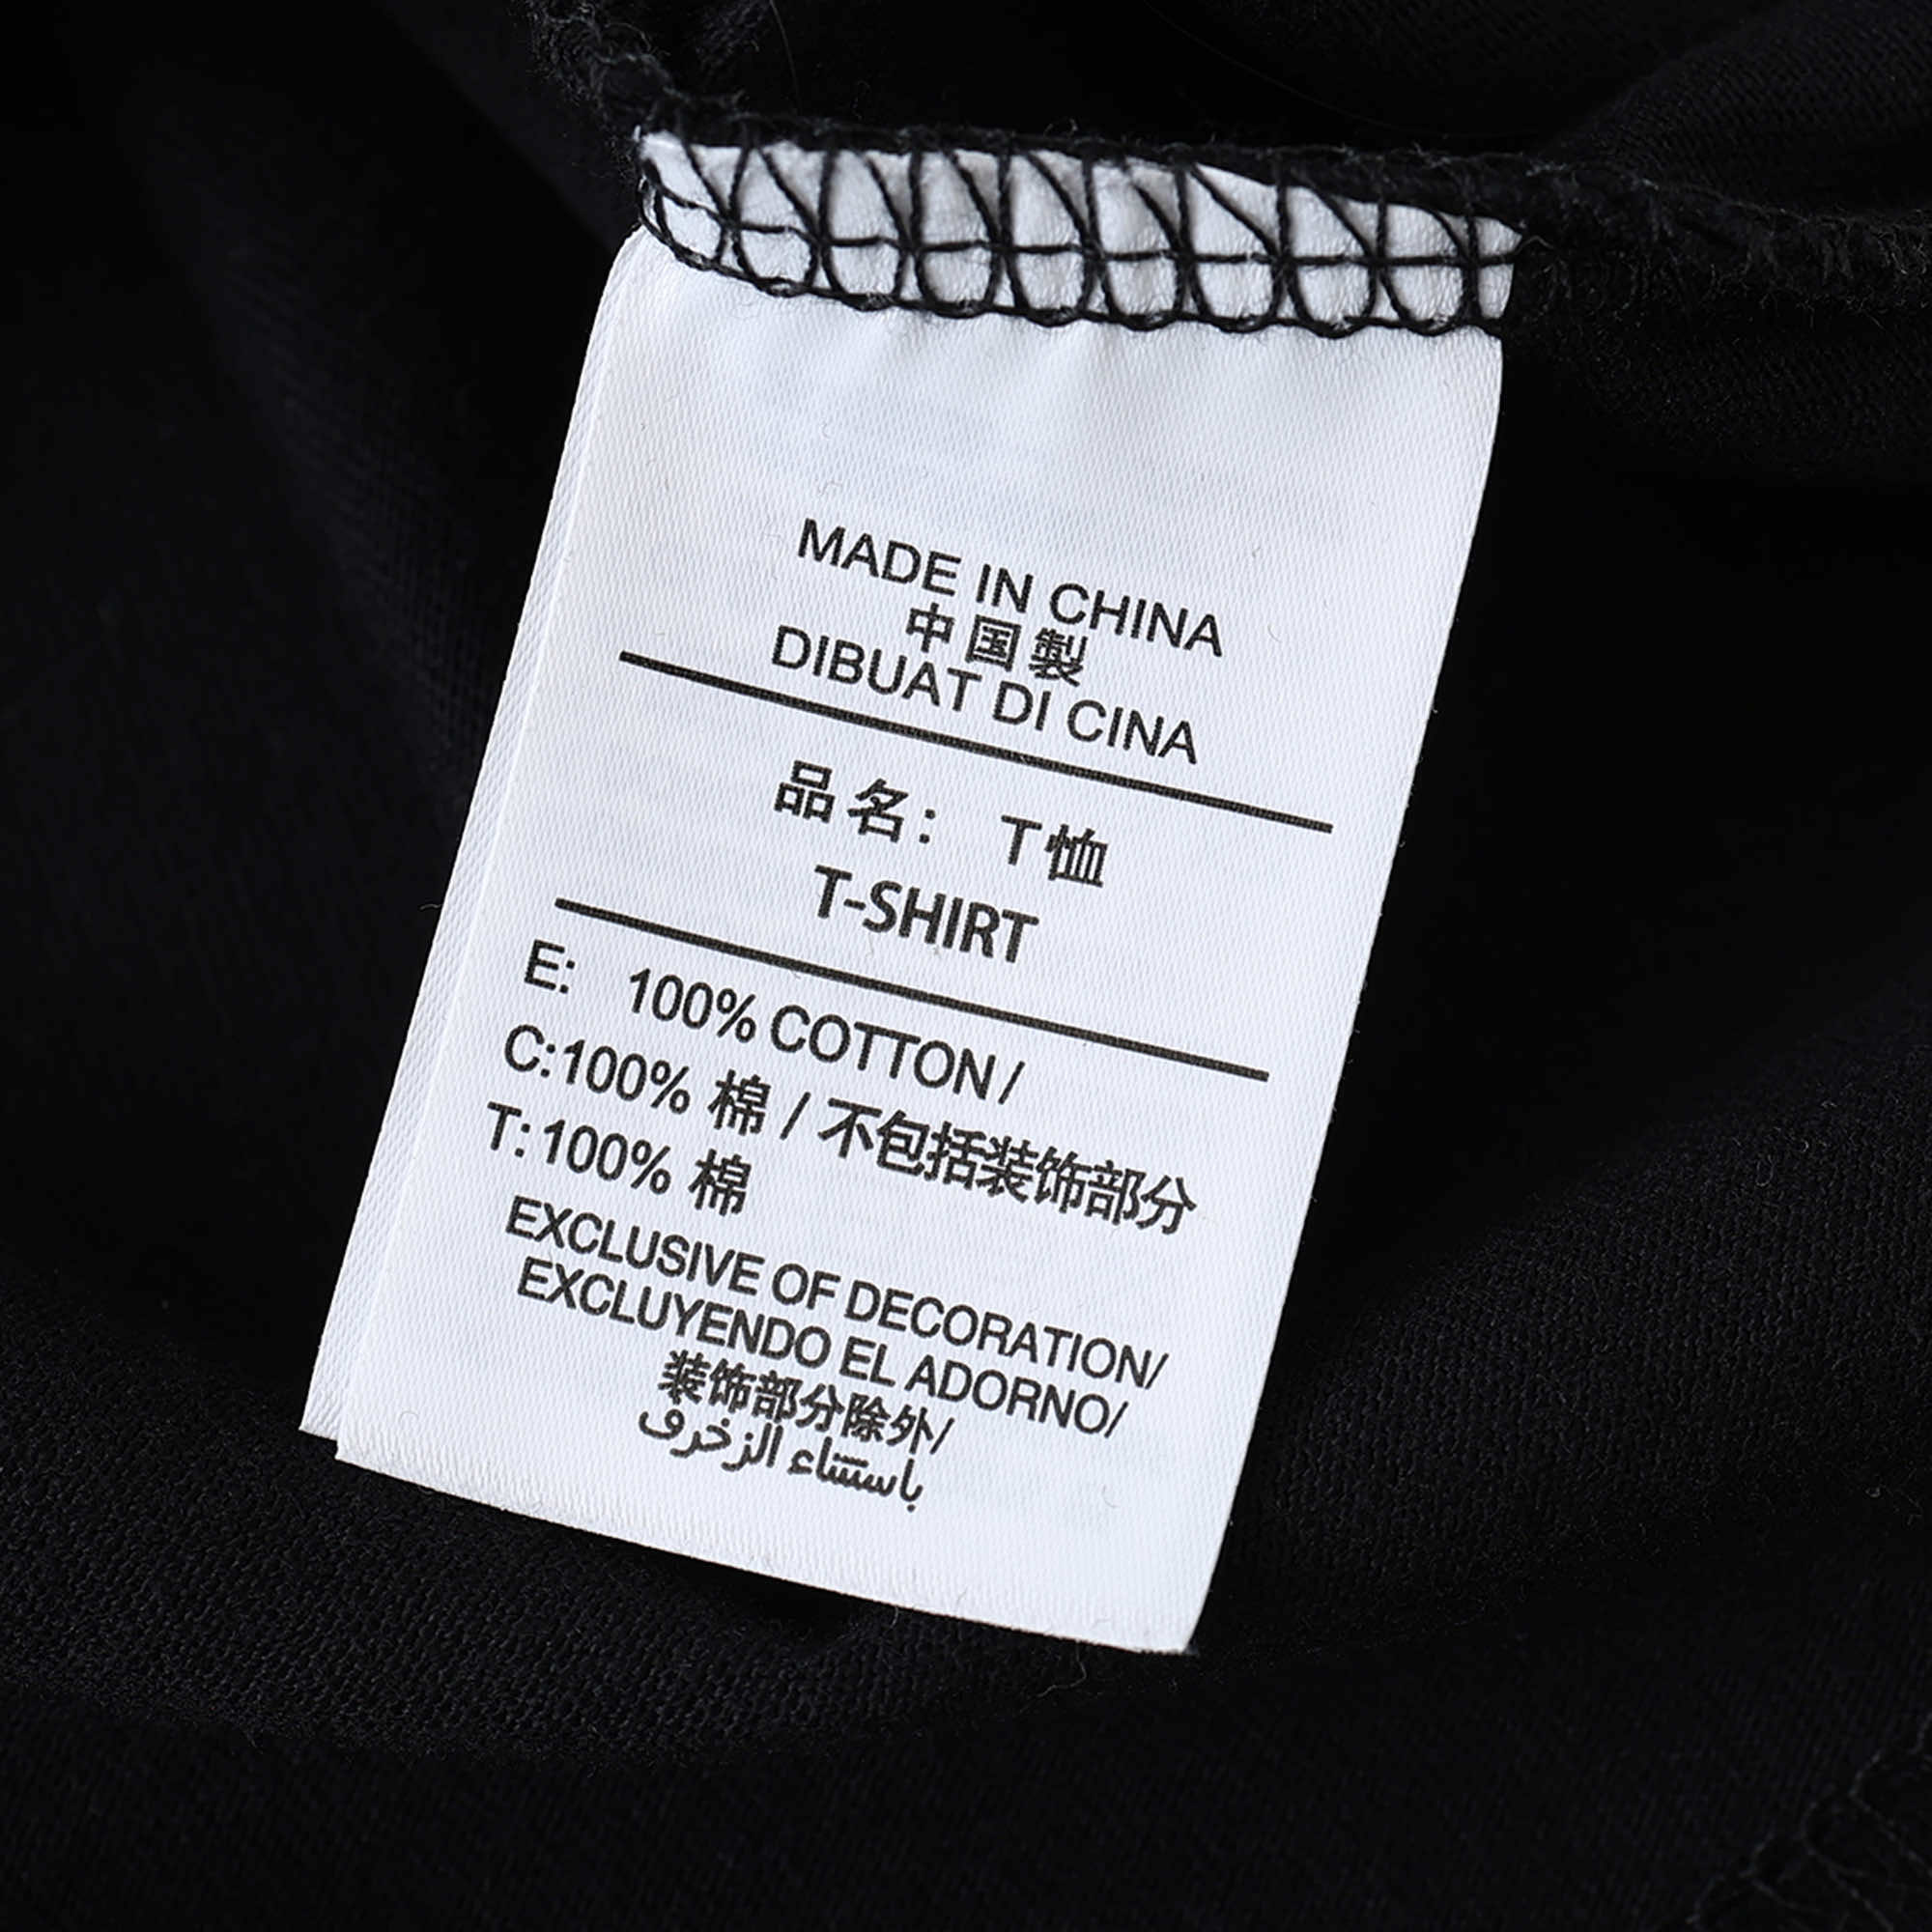 MADE IN CHINA
中国製
DIBUAT DI CINA
品名： T恤
T-SHIRT
E: 100% COTTON /
C:100% 棉 / 不包括装饰部分
T: 100% 棉
EXCLUSIVE OF DECORATION/
EXCLUYENDO EL ADORNO/
装饰部分除外/
باستثناء الزخرف